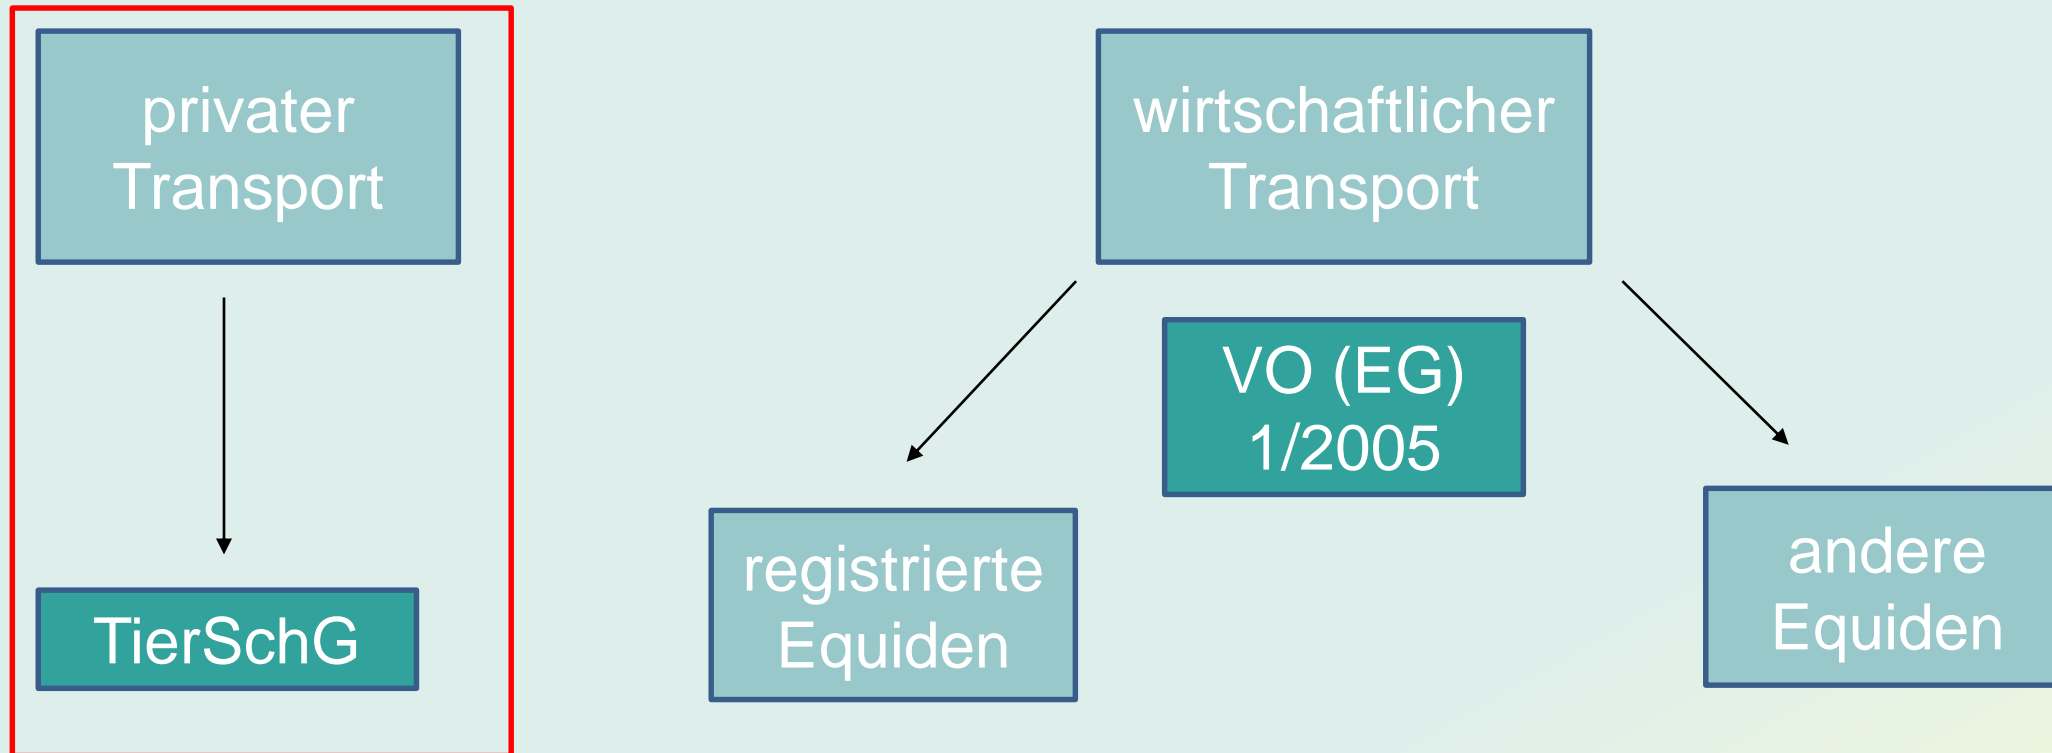 privater
Transport
TierSchG
wirtschaftlicher
Transport
VO (EG)
1/2005
registrierte
Equiden
andere
Equiden